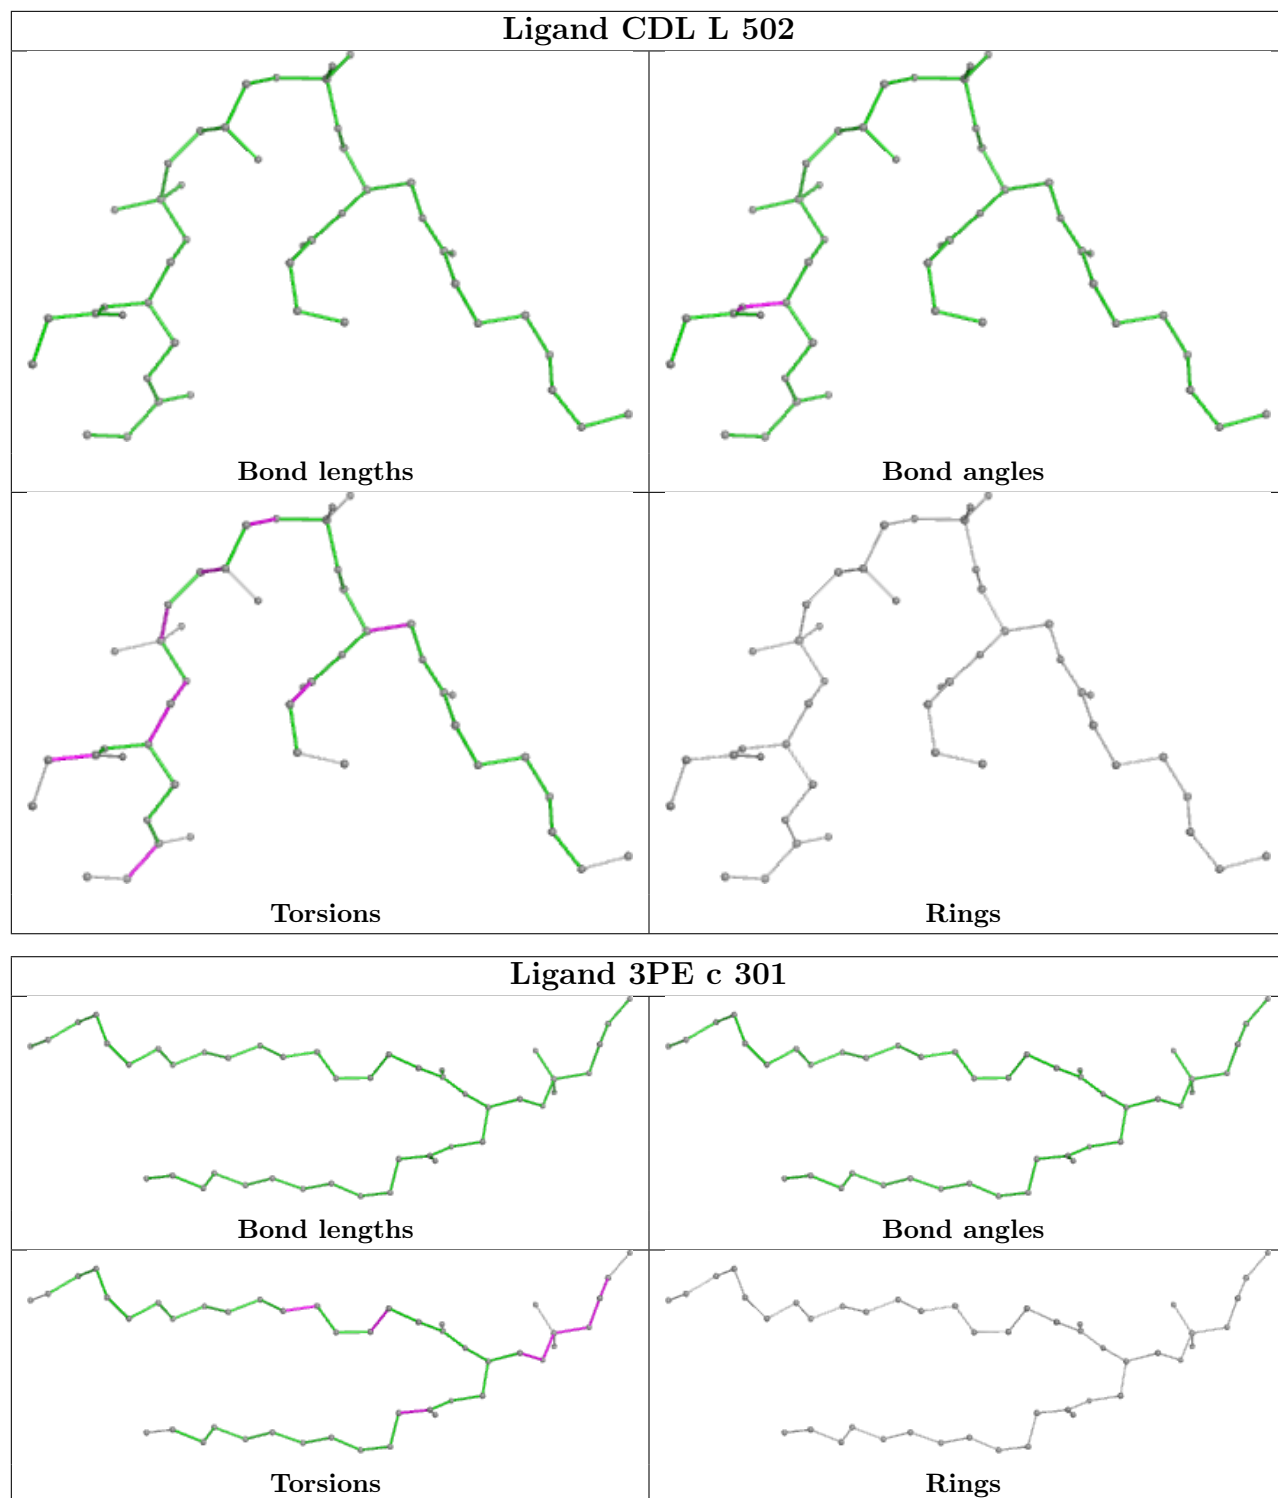 Ligand CDL L 502
Bond lengths
Bond angles
Torsions
Rings
Ligand 3PE c 301
Bond lengths
Bond angles
Torsions
Rings